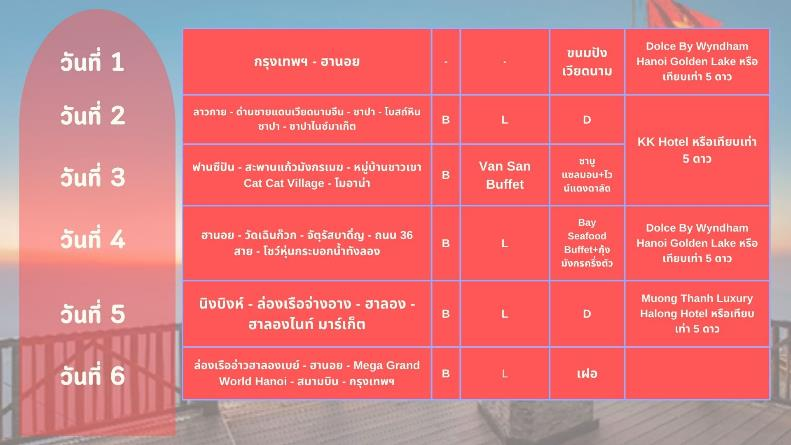 วันที่ 1
กรุงเทพฯ - ฮานอย
-
-
ขนมปัง
เวียดนาม
Dolce By Wyndham
Hanoi Golden Lake หรือ
เทียบเท่า 5 ดาว
วันที่ 2
ลาวกาย - ด่านชายแดนเวียดนามจีน - ซาปา - โบสถ์หิน
ซาปา - ซาปาไนซ์มาเก็ต
B
L
D
KK Hotel หรือเทียบเท่า
5 ดาว
วันที่ 3
ฟานซีปัน - สะพานแก้วมังกรเมฆ - หมู่บ้านชาวเขา
Cat Cat Village - โมอาน่า
B
Van San
Buffet
ชาบู
แซลมอน+ไว
น์แดงดาลัด
วันที่ 4
ฮานอย - วัดเฉินก๊วก - จัตุรัสบาดิ่ญ - ถนน 36
สาย - โชว์หุ่นกระบอกน้ำทังลอง
B
L
Bay
Seafood
Buffet+กุ้ง
มังกรครึ่งตัว
Dolce By Wyndham
Hanoi Golden Lake หรือ
เทียบเท่า 5 ดาว
วันที่ 5
นิงบิงห์ - ล่องเรือจ่างอาง - ฮาลอง -
ฮาลองไนท์ มาร์เก็ต
B
L
D
Muong Thanh Luxury
Halong Hotel หรือเทียบ
เท่า 5 ดาว
วันที่ 6
ล่องเรืออ่าวฮาลองเบย์ - ฮานอย - Mega Grand
World Hanoi - สนามบิน - กรุงเทพฯ
B
L
เฝอ